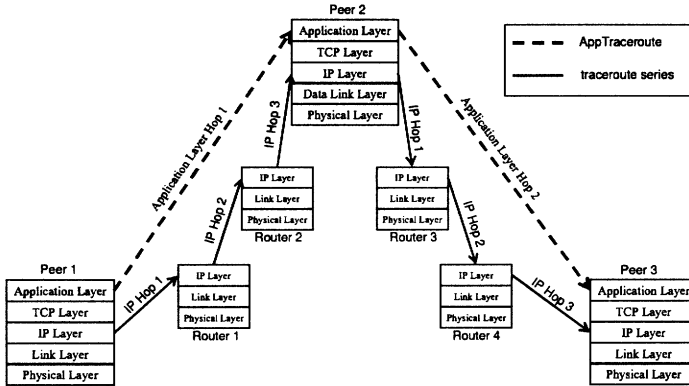 Peer 2
Application Layer
TCP Layer
IP Layer
Data Link Layer
Physical Layer
AppTraceroute
traceroute series
Application Layer Hop 1
IP Hop 3
IP Hop 1
Application Layer Hop 2
IP Layer
Link Layer
Physical Layer
Router 2
IP Layer
Link Layer
Physical Layer
Router 3
IP Hop 2
IP Hop 2
Peer 1
Application Layer
TCP Layer
IP Layer
Link Layer
Physical Layer
IP Hop 1
IP Layer
Link Layer
Physical Layer
Router 1
IP Layer
Link Layer
Physical Layer
Router 4
IP Hop 3
Peer 3
Application Layer
TCP Layer
IP Layer
Link Layer
Physical Layer